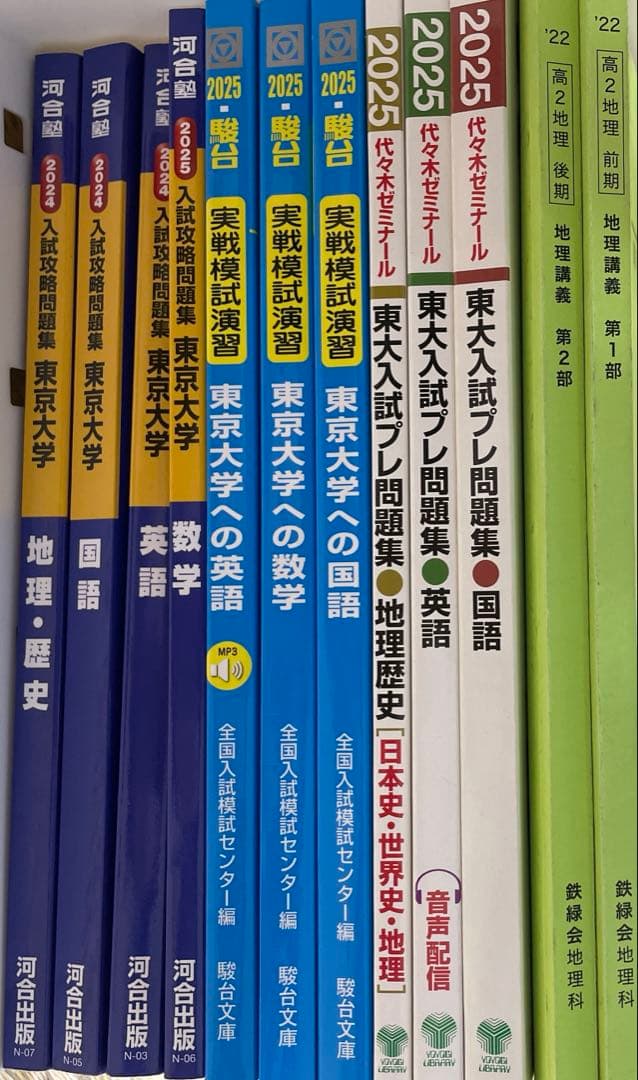 河合塾
2024
入試攻略問題集
東京大学
地理・歴史
河合出版
N-07
河合塾
2024
入試攻略問題集
東京大学
国語
河合出版
N-05
河合塾
2024
入試攻略問題集
東京大学
英語
河合出版
N-03
河合塾
2025
入試攻略問題集
東京大学
数学
河合出版
N-06
2025・駿台
実戦模試演習
東京大学への英語
MP3
全国入試模試センター編
駿台文庫
2025・駿台
実戦模試演習
東京大学への数学
全国入試模試センター編
駿台文庫
2025・駿台
実戦模試演習
東京大学への国語
全国入試模試センター編
駿台文庫
2025
代々木ゼミナール
東大入試プレ問題集●地理歴史[日本史・世界史・地理]
YOYOGI
LIBRARY
2025
代々木ゼミナール
東大入試プレ問題集●英語
音声配信
YOYOGI
LIBRARY
2025
代々木ゼミナール
東大入試プレ問題集●国語
YOYOGI
LIBRARY
'22
高2地理 後期
地理講義 第2部
鉄緑会地理科
'22
高2地理 前期
地理講義 第1部
鉄緑会地理科